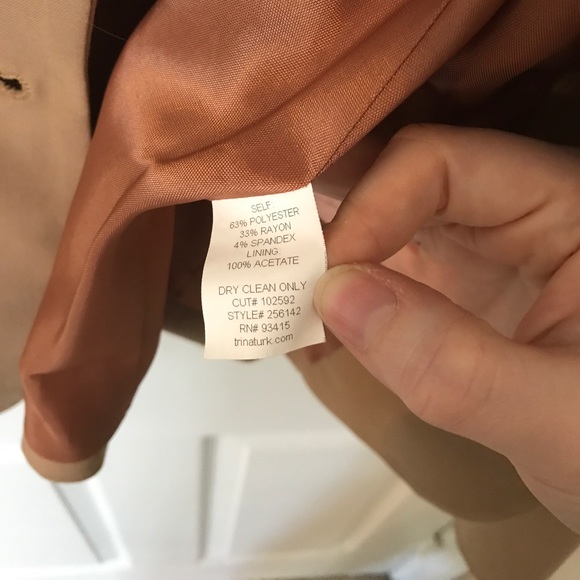 SELF
63% POLYESTER
33% RAYON
4% SPANDEX
LINING
100% ACETATE
DRY CLEAN ONLY
CUT# 102592
STYLE# 256142
RN# 93415
trinaturk.com